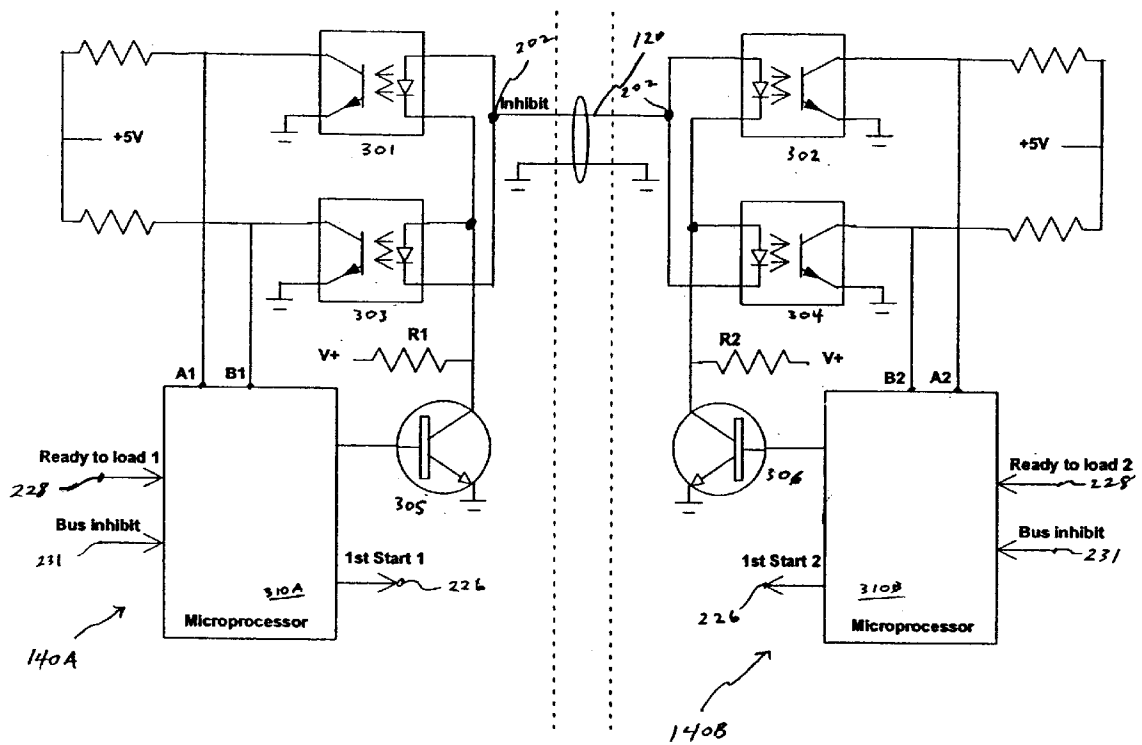 202
120
202
Inhibit
+5V
+5V
301
302
303
304
R1
V+
R2
V+
A1
B1
B2
A2
Ready to load 1
228
Ready to load 2
228
305
306
Bus inhibit
231
Bus inhibit
231
1st Start 1
226
1st Start 2
226
310A
Microprocessor
310B
Microprocessor
140A
140B